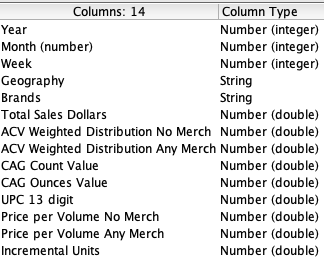 Columns: 14 Column Type
Year Number (integer)
Month (number) Number (integer)
Week Number (integer)
Geography String
Brands String
Total Sales Dollars Number (double)
ACV Weighted Distribution No Merch Number (double)
ACV Weighted Distribution Any Merch Number (double)
CAG Count Value Number (double)
CAG Ounces Value Number (double)
UPC 13 digit Number (double)
Price per Volume No Merch Number (double)
Price per Volume Any Merch Number (double)
Incremental Units Number (double)